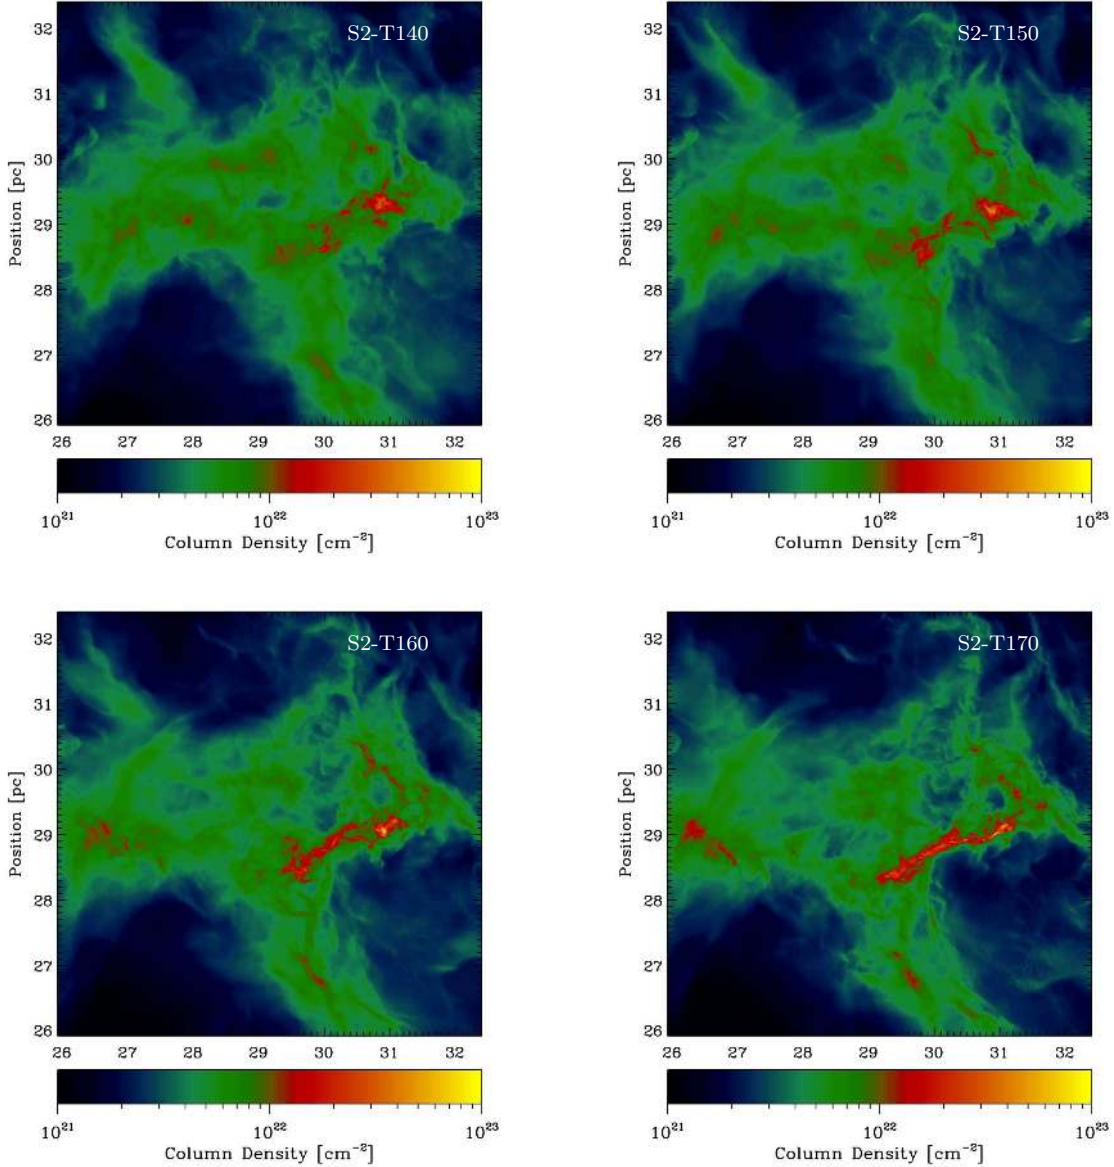 S2-T140
32
31
30
29
28
27
26
Position [pc]
26 27 28 29 30 31 32
10^21 10^22 10^23
Column Density [cm^-2]
S2-T150
32
31
30
29
28
27
26
Position [pc]
26 27 28 29 30 31 32
10^21 10^22 10^23
Column Density [cm^-2]
S2-T160
32
31
30
29
28
27
26
Position [pc]
26 27 28 29 30 31 32
10^21 10^22 10^23
Column Density [cm^-2]
S2-T170
32
31
30
29
28
27
26
Position [pc]
26 27 28 29 30 31 32
10^21 10^22 10^23
Column Density [cm^-2]